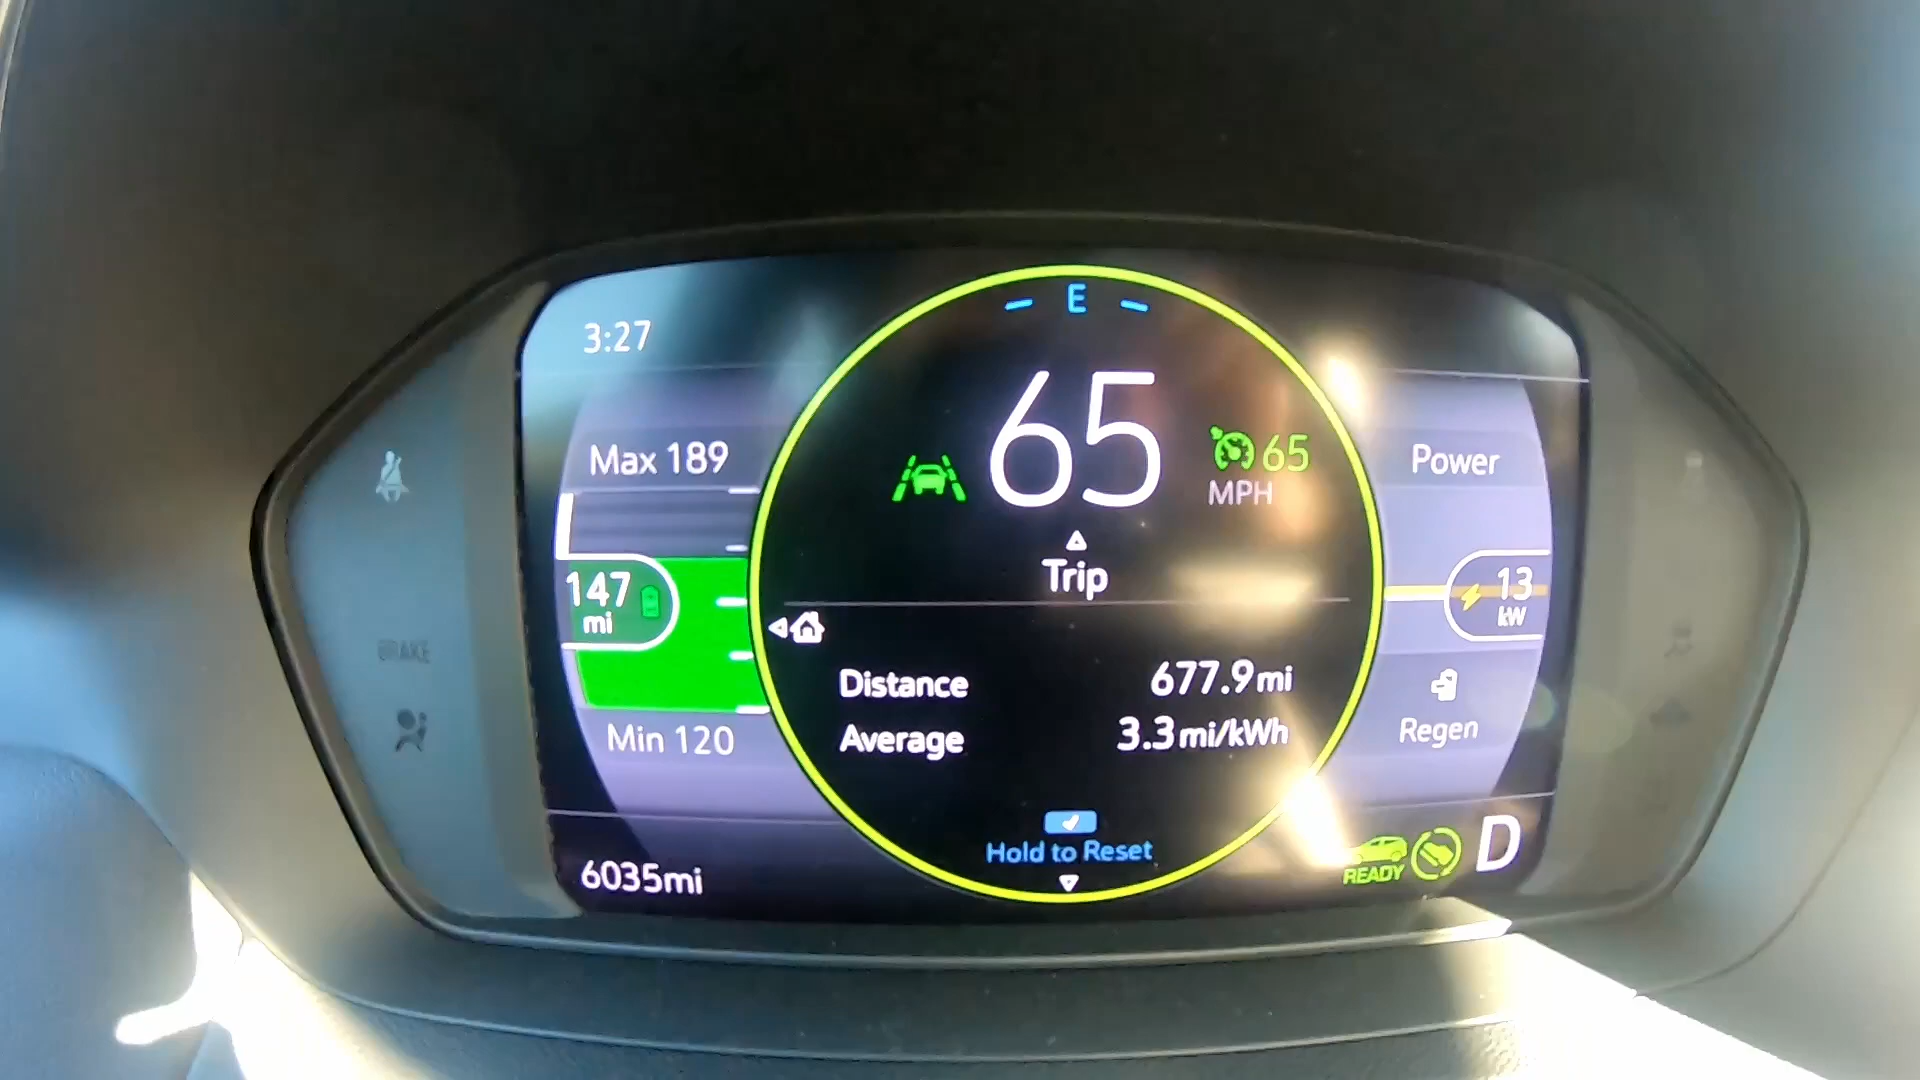 E
3:27
65
65
MPH
Max 189
Power
147
mi
13
kW
Trip
Distance 677.9 mi
Average 3.3 mi/kWh
Min 120
Regen
BRAKE
Hold to Reset
6035mi
READY
D